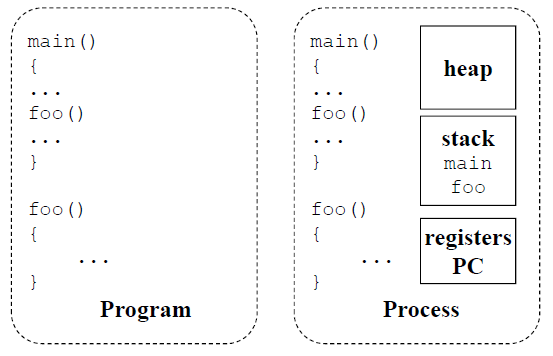 main()
{
...
foo()
...
}
foo()
{
...
}
Program
main()
{
...
foo()
...
}
foo()
{
...
}
heap
stack
main
foo
registers
PC
Process